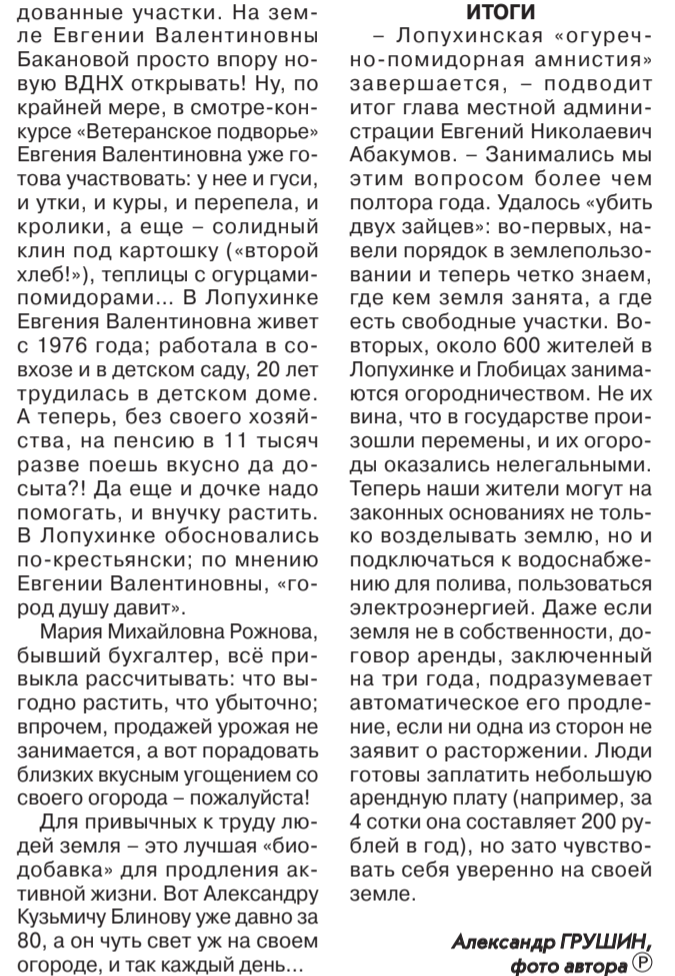 дованные участки. На зем-
ле Евгении Валентиновны
Бакановой просто впору но-
вую ВДНХ открывать! Ну, по
крайней мере, в смотре-кон-
курсе «Ветеранское подворье»
Евгения Валентиновна уже го-
това участвовать: у нее и гуси,
и утки, и куры, и перепела, и
кролики, а еще – солидный
клин под картошку («второй
хлеб!»), теплицы с огурцами-
помидорами... В Лопухинке
Евгения Валентиновна живет
с 1976 года; работала в со-
вхозе и в детском саду, 20 лет
трудилась в детском доме.
А теперь, без своего хозяй-
ства, на пенсию в 11 тысяч
разве поешь вкусно да до-
сыта?! Да еще и дочке надо
помогать, и внучку растить.
В Лопухинке обосновались
по-крестьянски; по мнению
Евгении Валентиновны, «го-
род душу давит».
Мария Михайловна Рожнова,
бывший бухгалтер, всё при-
выкла рассчитывать: что вы-
годно растить, что убыточно;
впрочем, продажей урожая не
занимается, а вот порадовать
близких вкусным угощением со
своего огорода – пожалуйста!
Для привычных к труду лю-
дей земля – это лучшая «био-
добавка» для продления ак-
тивной жизни. Вот Александру
Кузьмичу Блинову уже давно за
80, а он чуть свет уж на своем
огороде, и так каждый день...
ИТОГИ
– Лопухинская «огуреч-
но-помидорная амнистия»
завершается, – подводит
итог глава местной админи-
страции Евгений Николаевич
Абакумов. – Занимались мы
этим вопросом более чем
полтора года. Удалось «убить
двух зайцев»: во-первых, на-
вели порядок в землепользо-
вании и теперь четко знаем,
где кем земля занята, а где
есть свободные участки. Во-
вторых, около 600 жителей в
Лопухинке и Глобицах занима-
ются огородничеством. Не их
вина, что в государстве прои-
зошли перемены, и их огоро-
ды оказались нелегальными.
Теперь наши жители могут на
законных основаниях не толь-
ко возделывать землю, но и
подключаться к водоснабже-
нию для полива, пользоваться
электроэнергией. Даже если
земля не в собственности, до-
говор аренды, заключенный
на три года, подразумевает
автоматическое его продле-
ние, если ни одна из сторон не
заявит о расторжении. Люди
готовы заплатить небольшую
арендную плату (например, за
4 сотки она составляет 200 ру-
блей в год), но зато чувство-
вать себя уверенно на своей
земле.
Александр ГРУШИН,
фото автора Ⓟ